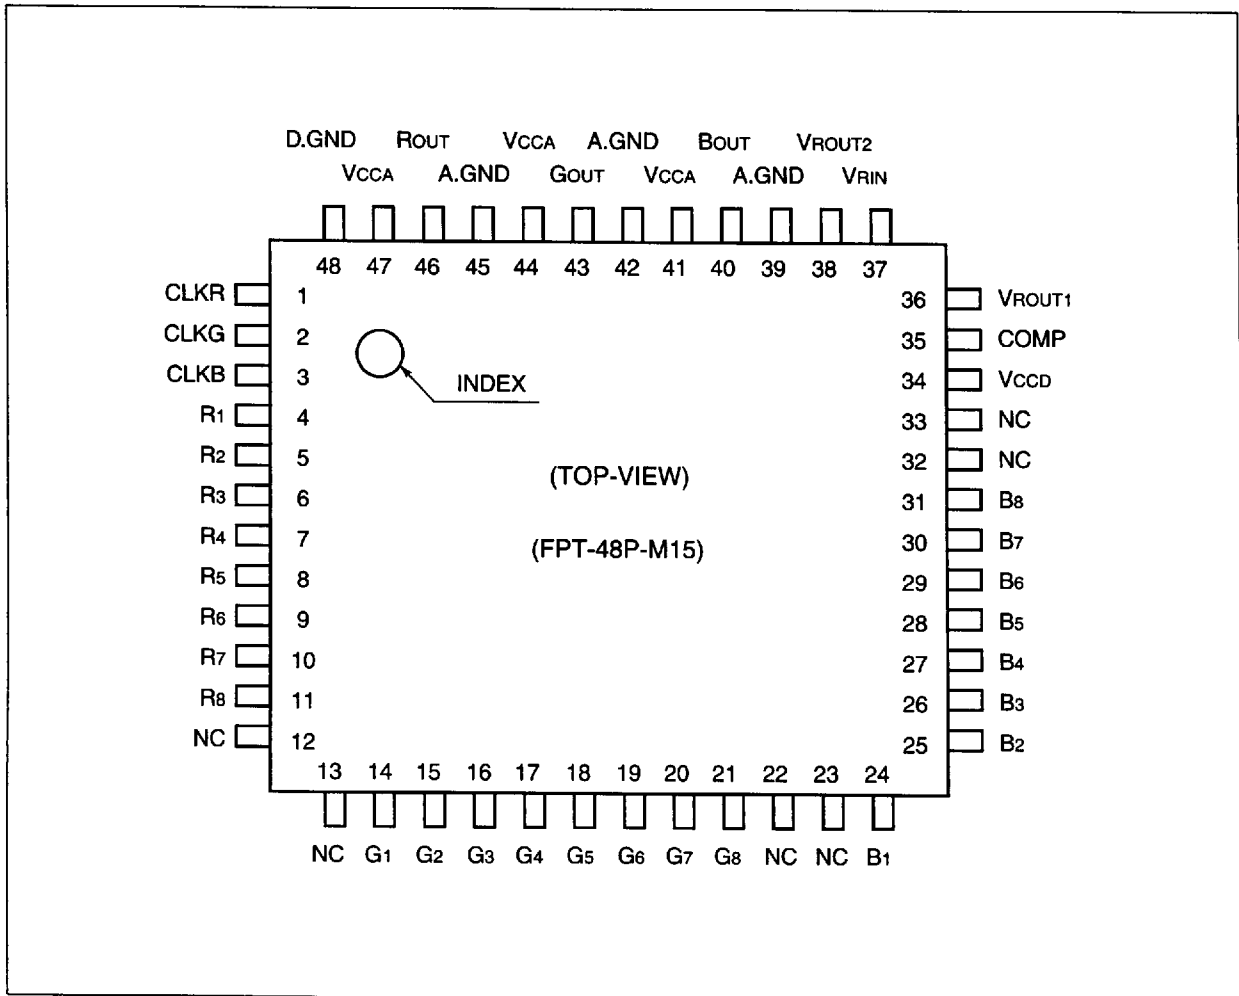 D.GND ROUT VCCA A.GND BOUT VROUT2
VCCA A.GND GOUT VCCA A.GND VRIN
48 47 46 45 44 43 42 41 40 39 38 37
CLKR 1 36 VROUT1
CLKG 2 35 COMP
CLKB 3 34 VCCD
INDEX
R1 4 33 NC
R2 5 32 NC
(TOP-VIEW)
R3 6 31 B8
R4 7 30 B7
(FPT-48P-M15)
R5 8 29 B6
R6 9 28 B5
R7 10 27 B4
R8 11 26 B3
NC 12 25 B2
13 14 15 16 17 18 19 20 21 22 23 24
NC G1 G2 G3 G4 G5 G6 G7 G8 NC NC B1